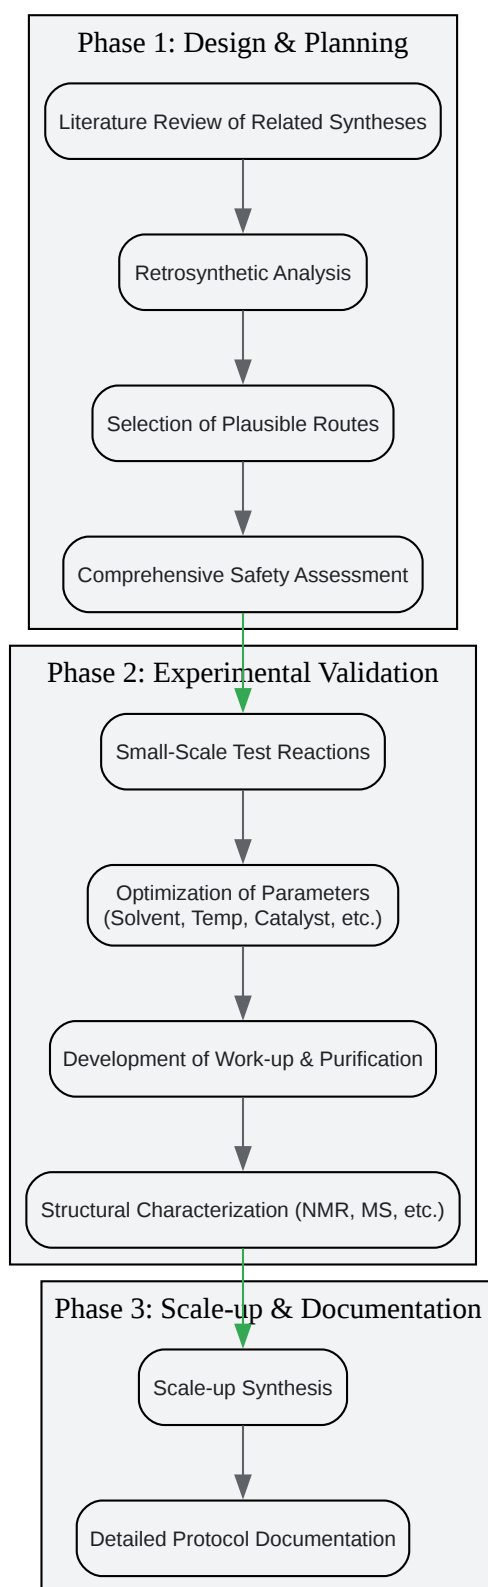 Phase 1: Design & Planning
Literature Review of Related Syntheses
Retrosynthetic Analysis
Selection of Plausible Routes
Comprehensive Safety Assessment
Phase 2: Experimental Validation
Small-Scale Test Reactions
Optimization of Parameters
(Solvent, Temp, Catalyst, etc.)
Development of Work-up & Purification
Structural Characterization (NMR, MS, etc.)
Phase 3: Scale-up & Documentation
Scale-up Synthesis
Detailed Protocol Documentation